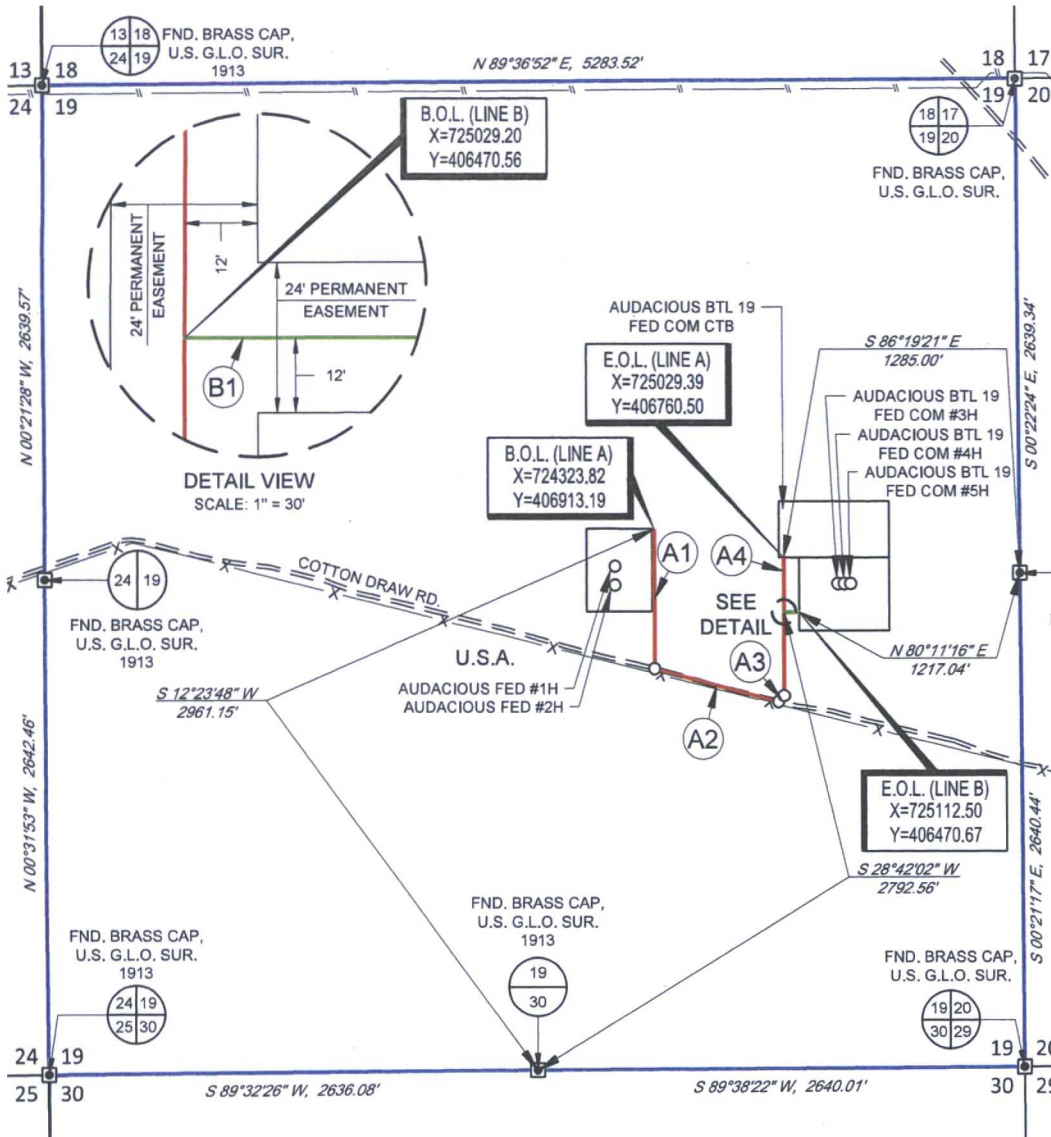 13 18
24 19
FND. BRASS CAP,
U.S. G.L.O. SUR.
1913
N 89°36'52" E, 5283.52'
13 18
24 19
18 17
19 20
18 17
19 20
FND. BRASS CAP,
U.S. G.L.O. SUR.
B.O.L. (LINE B)
X=725029.20
Y=406470.56
24' PERMANENT
EASEMENT
12'
24' PERMANENT
EASEMENT
12'
B1
DETAIL VIEW
SCALE: 1" = 30'
N 00°21'28" W, 2639.57'
S 00°22'24" E, 2639.34'
AUDACIOUS BTL 19
FED COM CTB
S 86°19'21" E
1285.00'
E.O.L. (LINE A)
X=725029.39
Y=406760.50
AUDACIOUS BTL 19
FED COM #3H
AUDACIOUS BTL 19
FED COM #4H
AUDACIOUS BTL 19
FED COM #5H
B.O.L. (LINE A)
X=724323.82
Y=406913.19
A1
A4
SEE
DETAIL
COTTON DRAW RD.
24 19
FND. BRASS CAP,
U.S. G.L.O. SUR.
1913
U.S.A.
N 80°11'16" E
1217.04'
A3
AUDACIOUS FED #1H
AUDACIOUS FED #2H
A2
S 12°23'48" W
2961.15'
E.O.L. (LINE B)
X=725112.50
Y=406470.67
S 28°42'02" W
2792.56'
N 00°31'53" W, 2642.46'
S 00°21'17" E, 2640.44'
FND. BRASS CAP,
U.S. G.L.O. SUR.
1913
24 19
25 30
FND. BRASS CAP,
U.S. G.L.O. SUR.
1913
19
30
FND. BRASS CAP,
U.S. G.L.O. SUR.
19 20
30 29
24 19
25 30
19 20
30 29
S 89°32'26" W, 2636.08'
S 89°38'22" W, 2640.01'